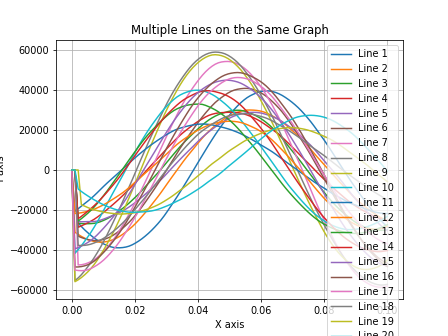 Multiple Lines on the Same Graph
60000
40000
20000
0
−20000
−40000
−60000
0.00
0.02
0.04
0.06
X axis
axis
Line 1
Line 2
Line 3
Line 4
Line 5
Line 6
Line 7
Line 8
Line 9
Line 10
Line 11
Line 12
Line 13
Line 14
Line 15
Line 16
Line 17
Line 18
Line 19
Line 20